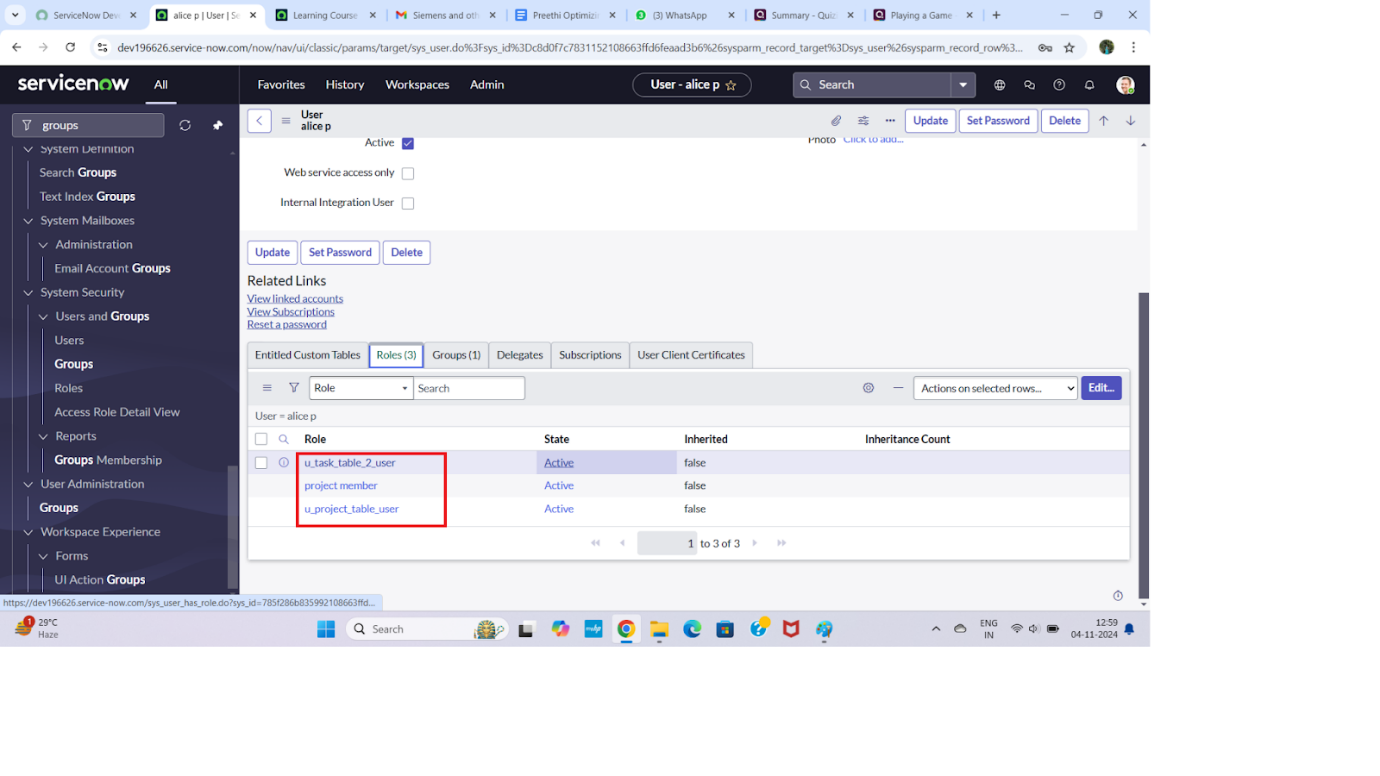 ServiceNow Dev
alice p | User | Se
Learning Course
Siemens and oth
Preethi Optimizin
(3) WhatsApp
Summary - Quiz
Playing a Game
dev196626.service-now.com/now/nav/ui/classic/params/target/sys_user.do%3Fsys_id%3Dc8d0f7c7831152108663ffd6feaad3b6%26sysparm_record_target%3Dsys_user%26sysparm_record_row%3...
servicenow
All
Favorites
History
Workspaces
Admin
User - alice p
Search
groups
User
alice p
Update
Set Password
Delete
System Definition
Search Groups
Text Index Groups
System Mailboxes
Administration
Email Account Groups
System Security
Users and Groups
Users
Groups
Roles
Access Role Detail View
Reports
Groups Membership
User Administration
Groups
Workspace Experience
Forms
UI Action Groups
Active
Photo Click to add...
Web service access only
Internal Integration User
Update
Set Password
Delete
Related Links
View linked accounts
View Subscriptions
Reset a password
Entitled Custom Tables
Roles (3)
Groups (1)
Delegates
Subscriptions
User Client Certificates
Role
Search
Actions on selected rows...
Edit...
User = alice p
Role State Inherited Inheritance Count
u_task_table_2_user Active false
project member Active false
u_project_table_user Active false
1 to 3 of 3
https://dev196626.service-now.com/sys_user_has_role.do?sys_id=785f286b835992108663ffd...
1
29°C
Haze
Search
ENG
IN
12:59
04-11-2024